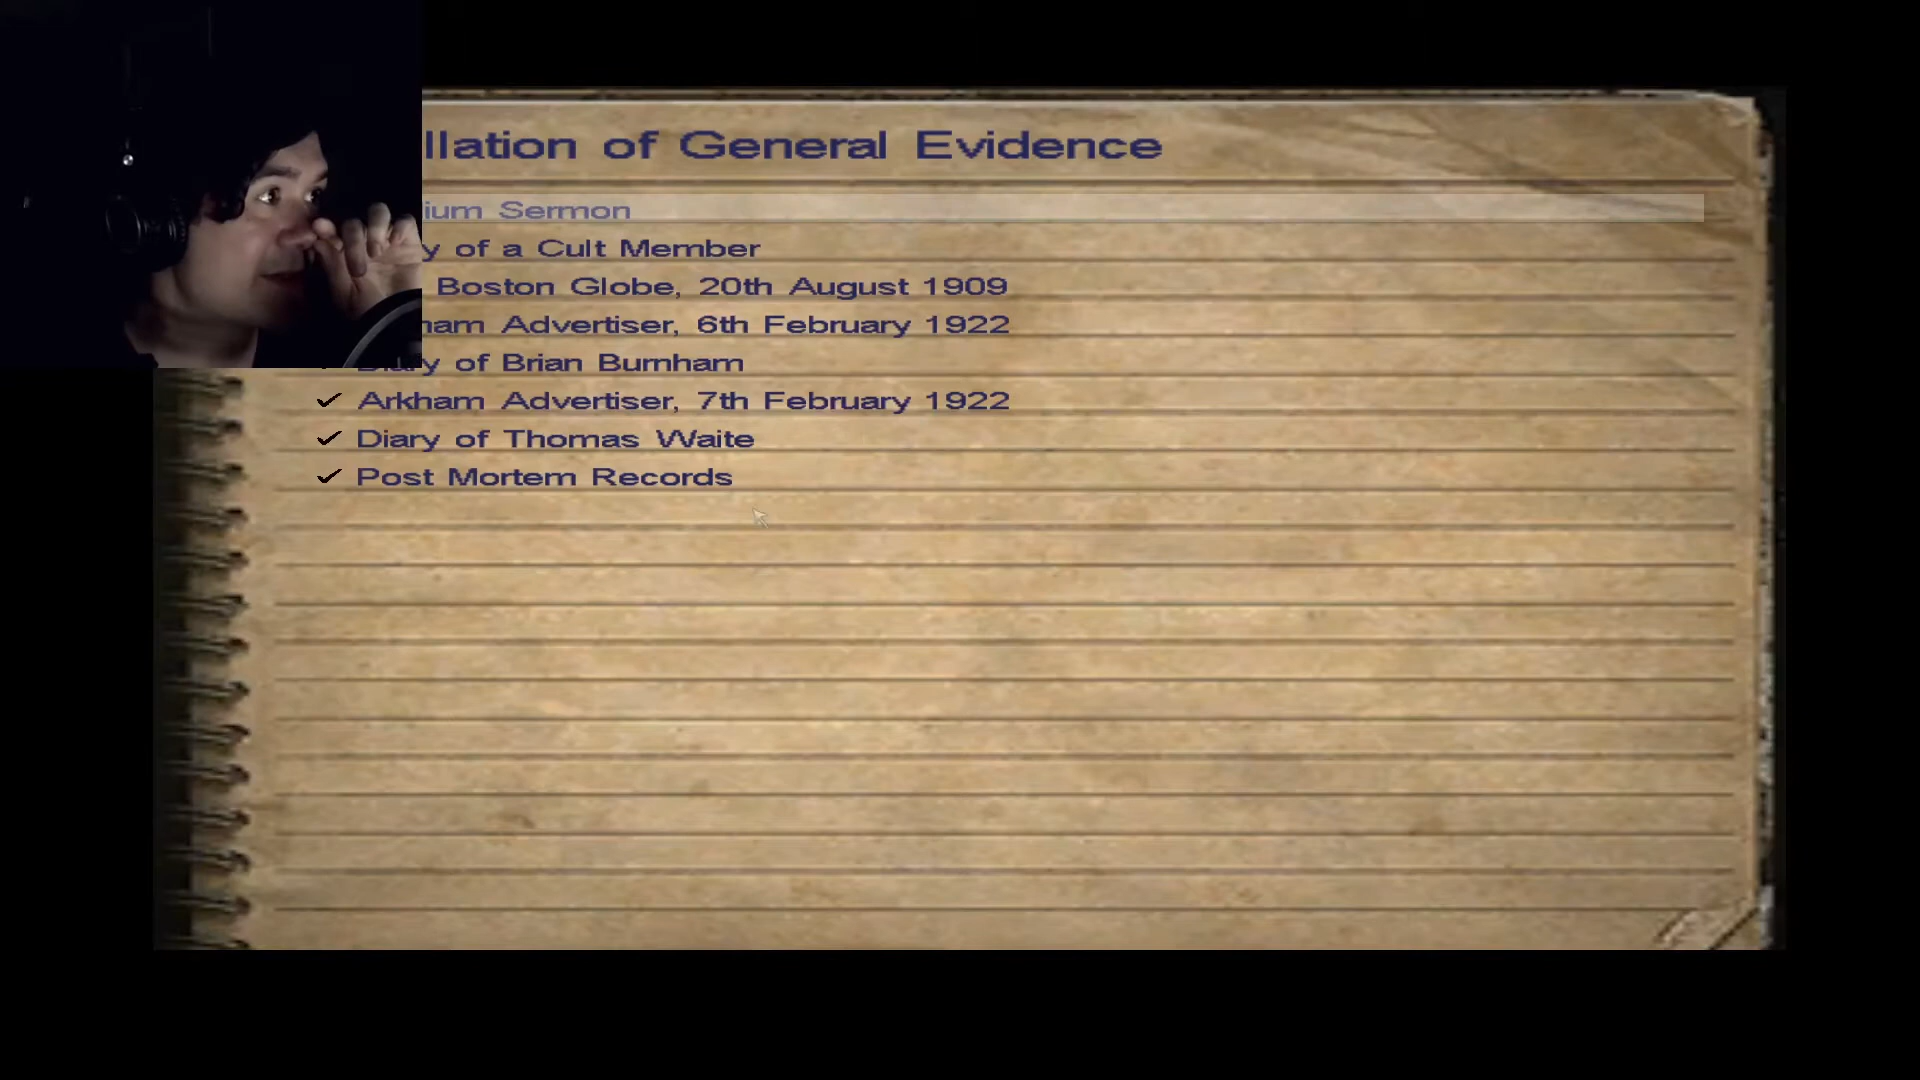 llation of General Evidence
ium Sermon
y of a Cult Member
Boston Globe, 20th August 1909
ham Advertiser, 6th February 1922
Diary of Brian Burnham
Arkham Advertiser, 7th February 1922
Diary of Thomas Waite
Post Mortem Records